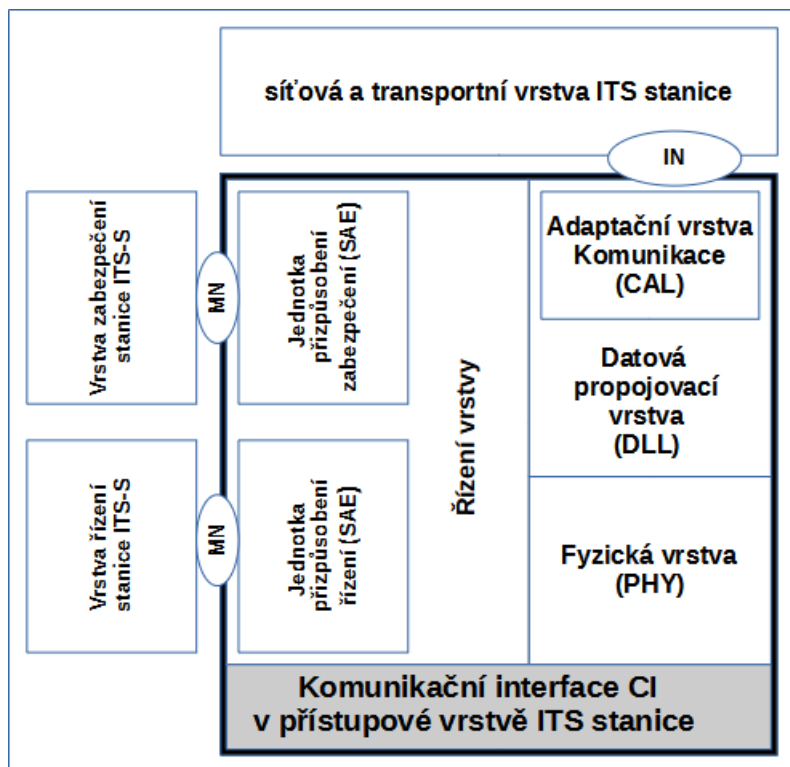 síťová a transportní vrstva ITS stanice
IN
Vrstva zabezpečení
stanice ITS-S
MN
Jednotka
přizpůsobení
zabezpečení (SAE)
Řízení vrstvy
Adaptační vrstva
Komunikace
(CAL)
Datová
propojovací
vrstva
(DLL)
Vrstva řízení
stanice ITS-S
MN
Jednotka
přizpůsobení
řízení (SAE)
Fyzická vrstva
(PHY)
Komunikační interface CI
v přístupové vrstvě ITS stanice